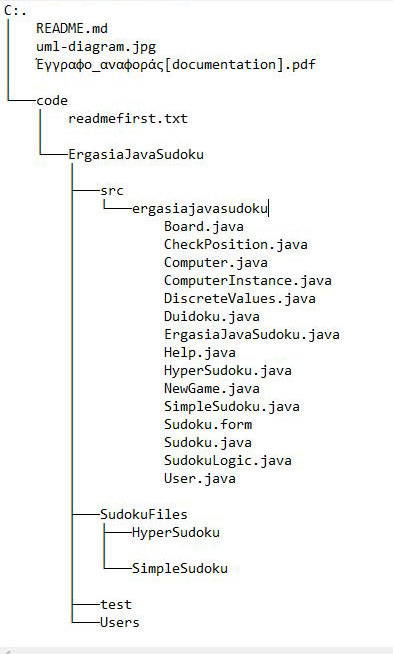 C:.
README.md
uml-diagram.jpg
Έγγραφο_αναφοράς[documentation].pdf
code
readmefirst.txt
ErgasiaJavaSudoku
src
ergasiajavasudoku
Board.java
CheckPosition.java
Computer.java
ComputerInstance.java
DiscreteValues.java
Duidoku.java
ErgasiaJavaSudoku.java
Help.java
HyperSudoku.java
NewGame.java
SimpleSudoku.java
Sudoku.form
Sudoku.java
SudokuLogic.java
User.java
SudokuFiles
HyperSudoku
SimpleSudoku
test
Users